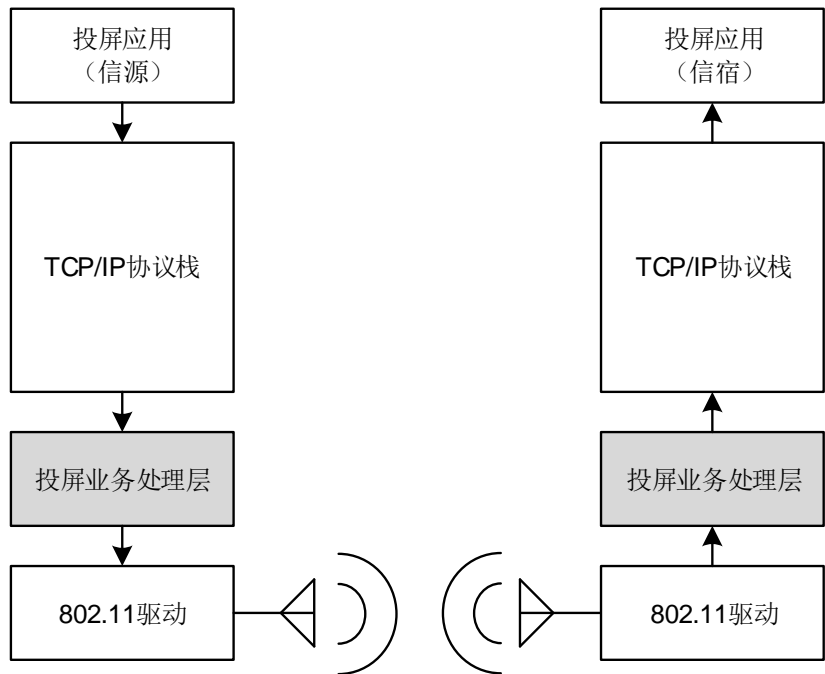 投屏应用
（信源）
投屏应用
（信宿）
TCP/IP协议栈
TCP/IP协议栈
投屏业务处理层
投屏业务处理层
802.11驱动
802.11驱动